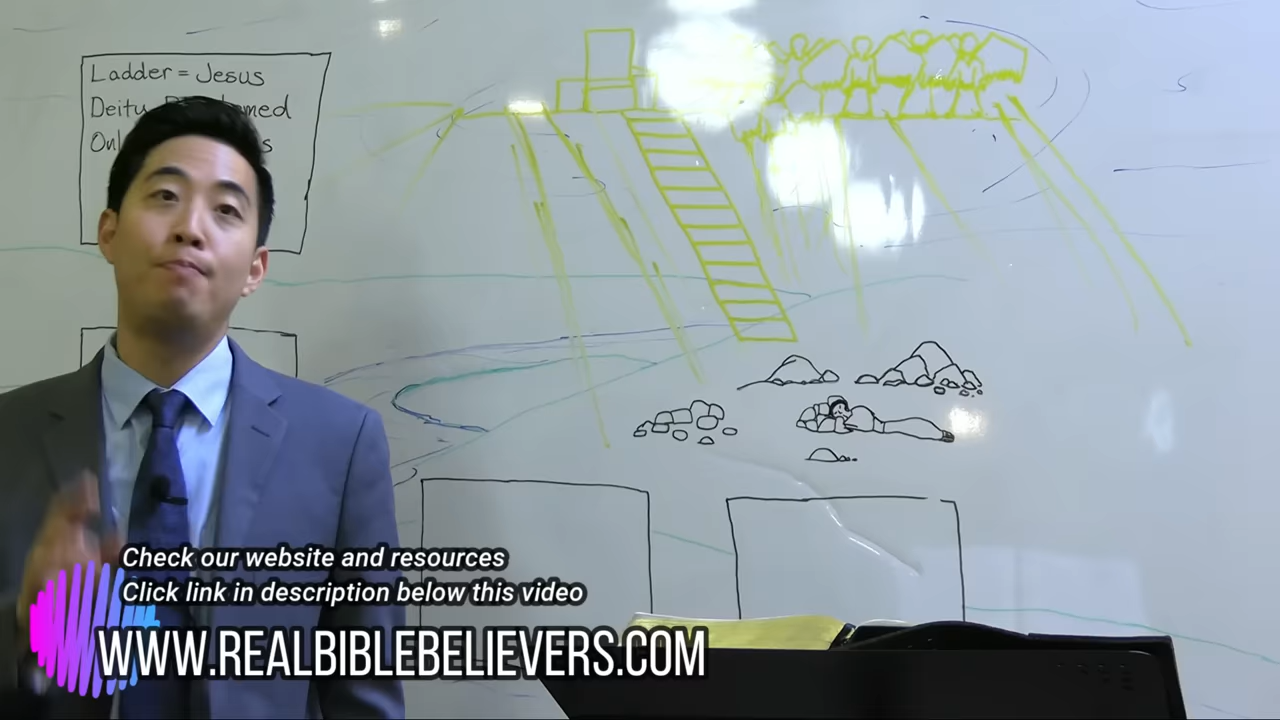 Ladder = Jesus
Deity
Check our website and resources
Click link in description below this video
WWW.REALBIBLEBELIEVERS.COM